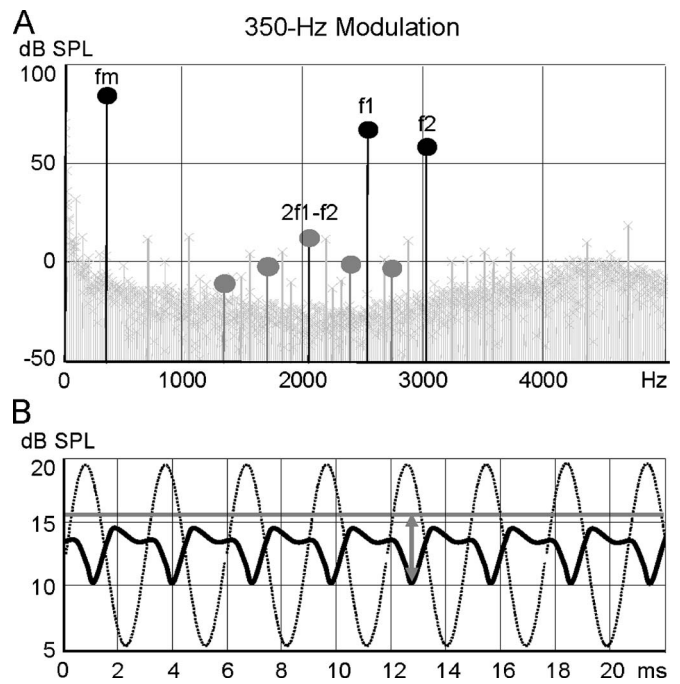 A
350-Hz Modulation
dB SPL
100
fm
f1
f2
50
2f1-f2
0
-50
0 1000 2000 3000 4000 Hz
B
dB SPL
20
15
10
5
0 2 4 6 8 10 12 14 16 18 20 ms